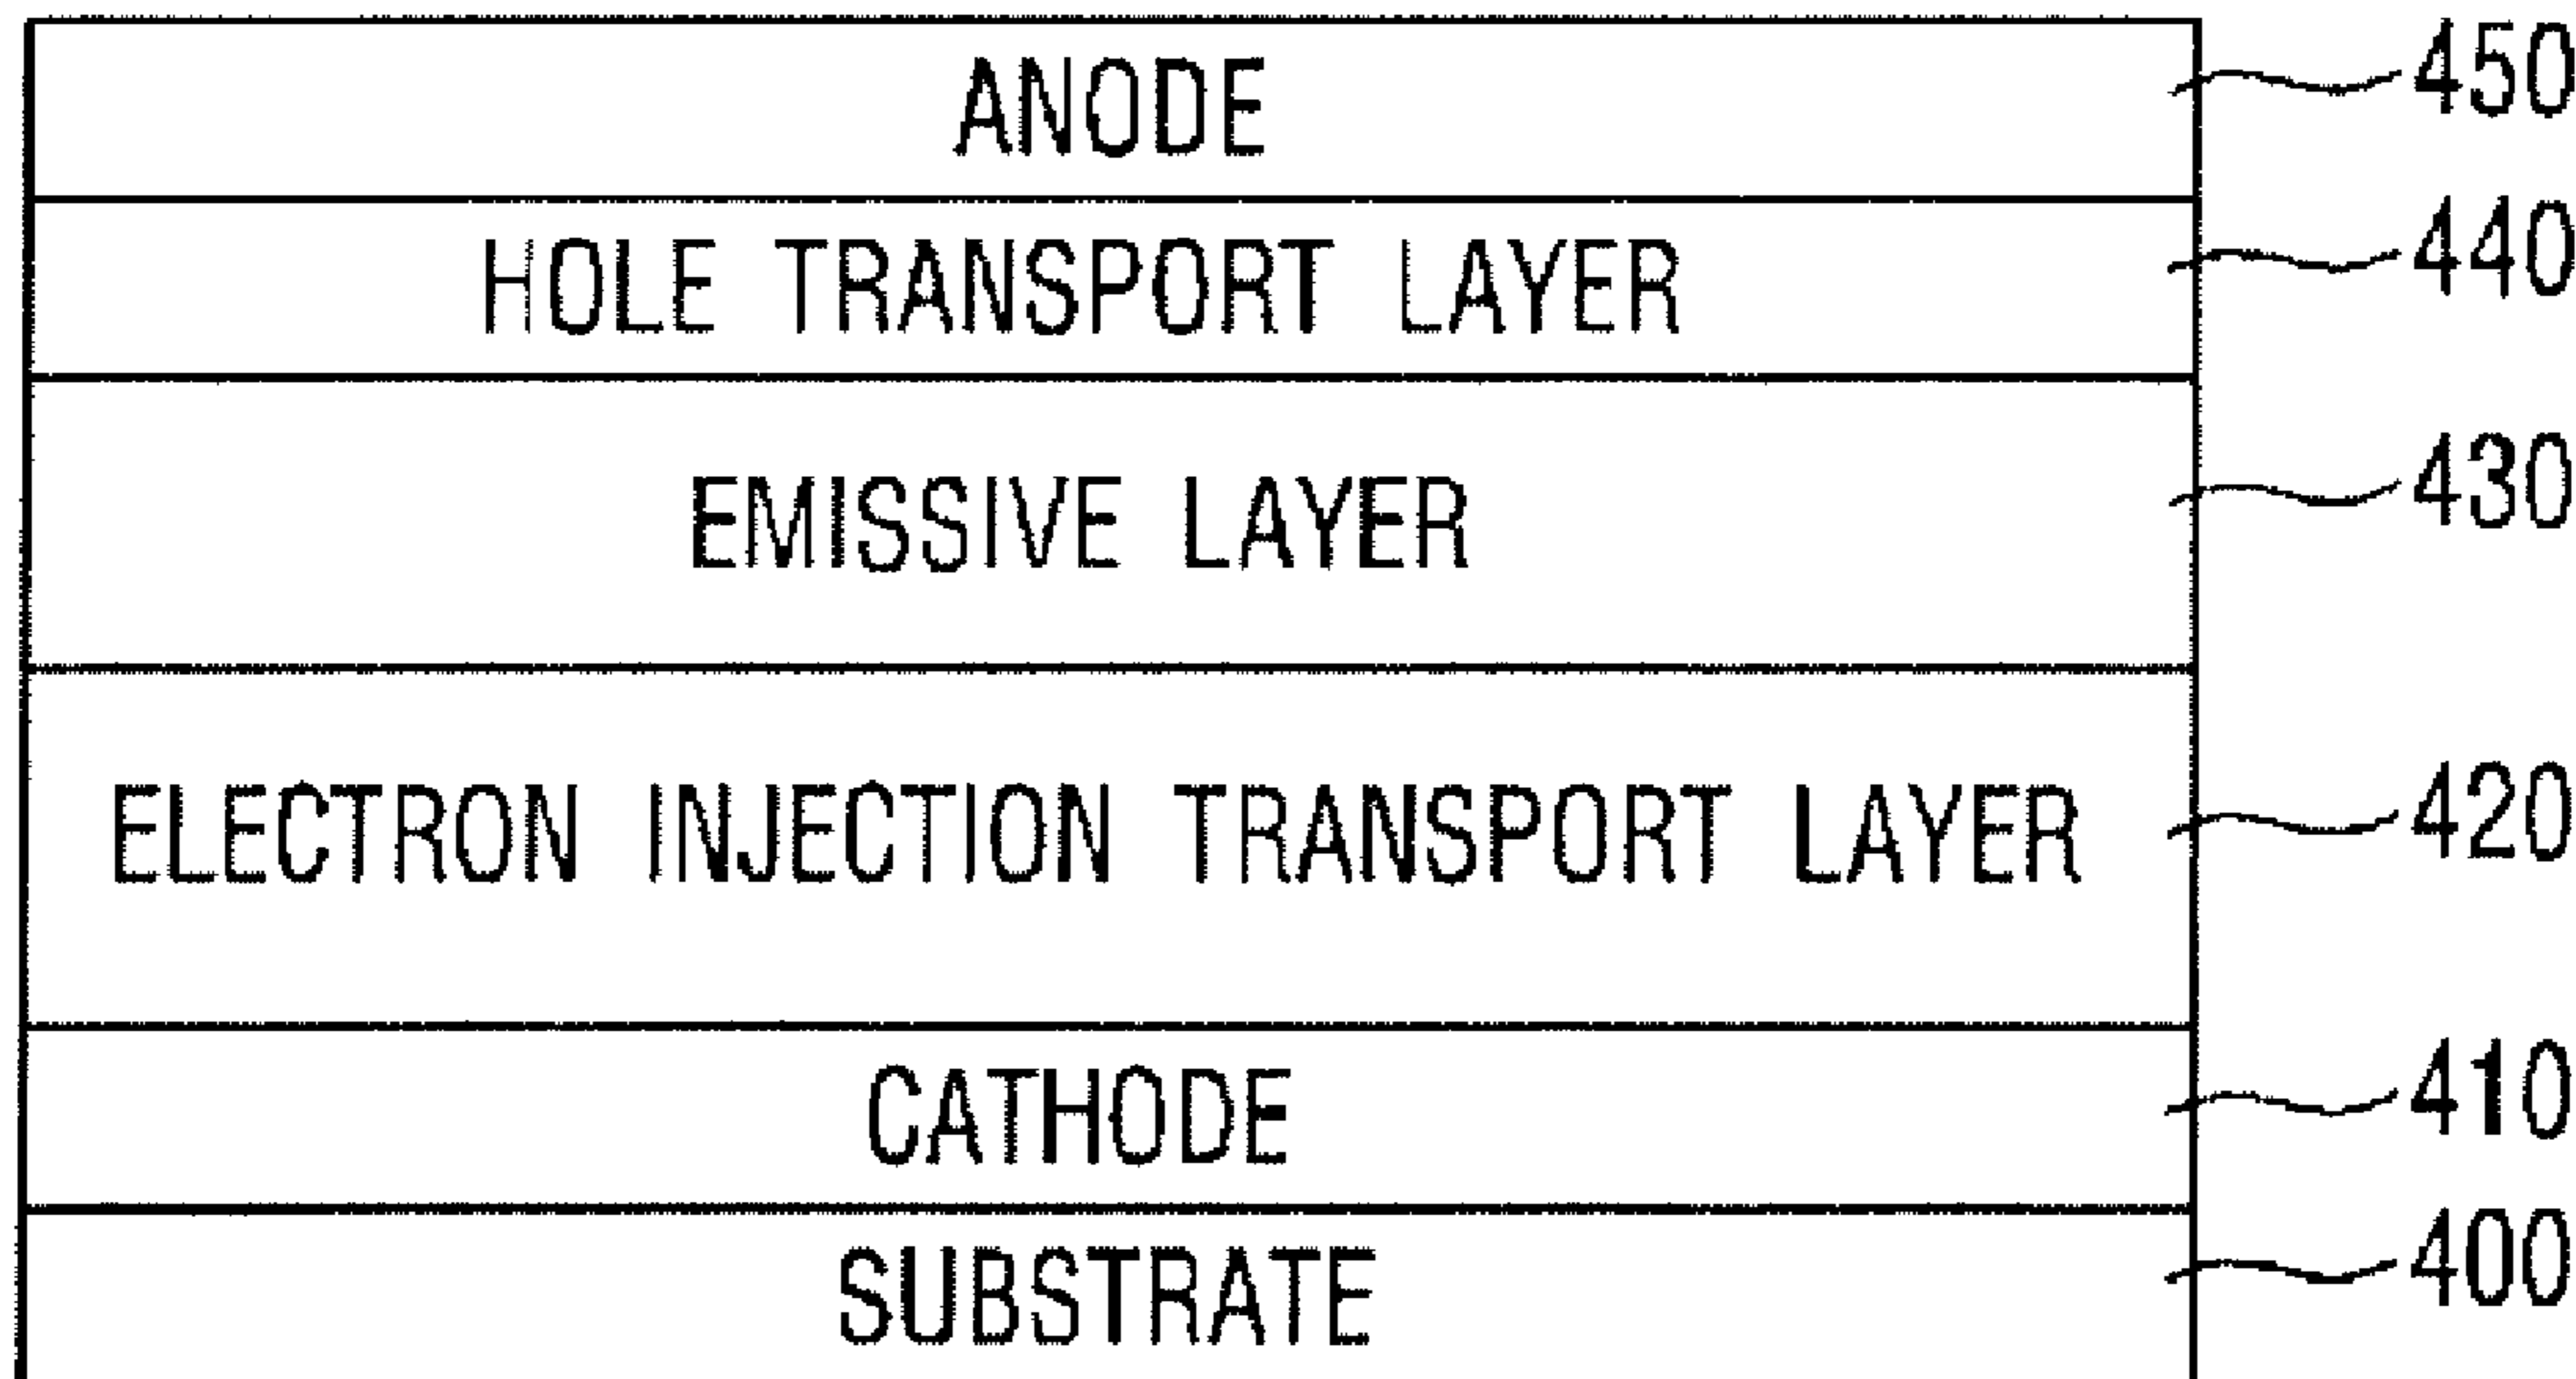 ANODE 450
HOLE TRANSPORT LAYER 440
EMISSIVE LAYER 430
ELECTRON INJECTION TRANSPORT LAYER 420
CATHODE 410
SUBSTRATE 400